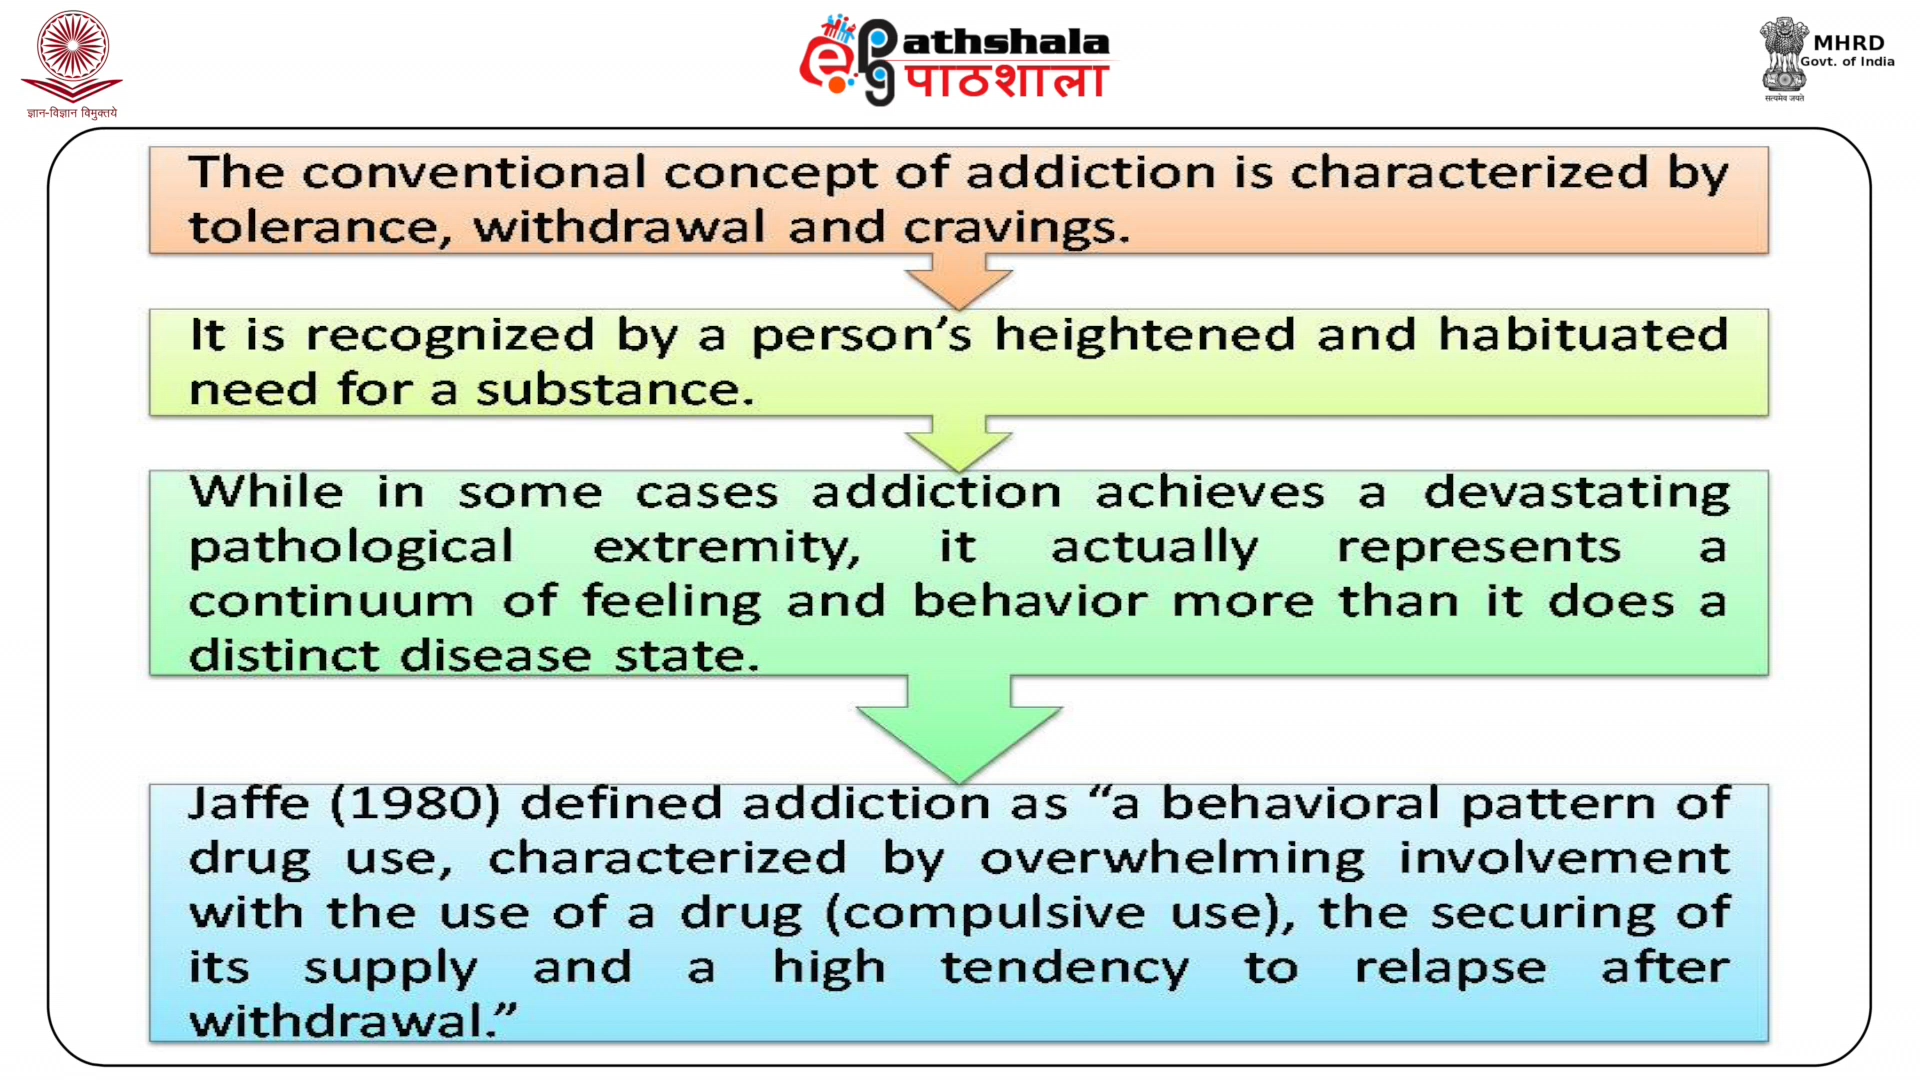 ज्ञान-विज्ञान विमुक्तये
athshala
पाठशाला
MHRD
Govt. of India
सत्यमेव जयते
The conventional concept of addiction is characterized by
tolerance, withdrawal and cravings.
It is recognized by a person’s heightened and habituated
need for a substance.
While in some cases addiction achieves a devastating
pathological extremity, it actually represents a
continuum of feeling and behavior more than it does a
distinct disease state.
Jaffe (1980) defined addiction as “a behavioral pattern of
drug use, characterized by overwhelming involvement
with the use of a drug (compulsive use), the securing of
its supply and a high tendency to relapse after
withdrawal.”